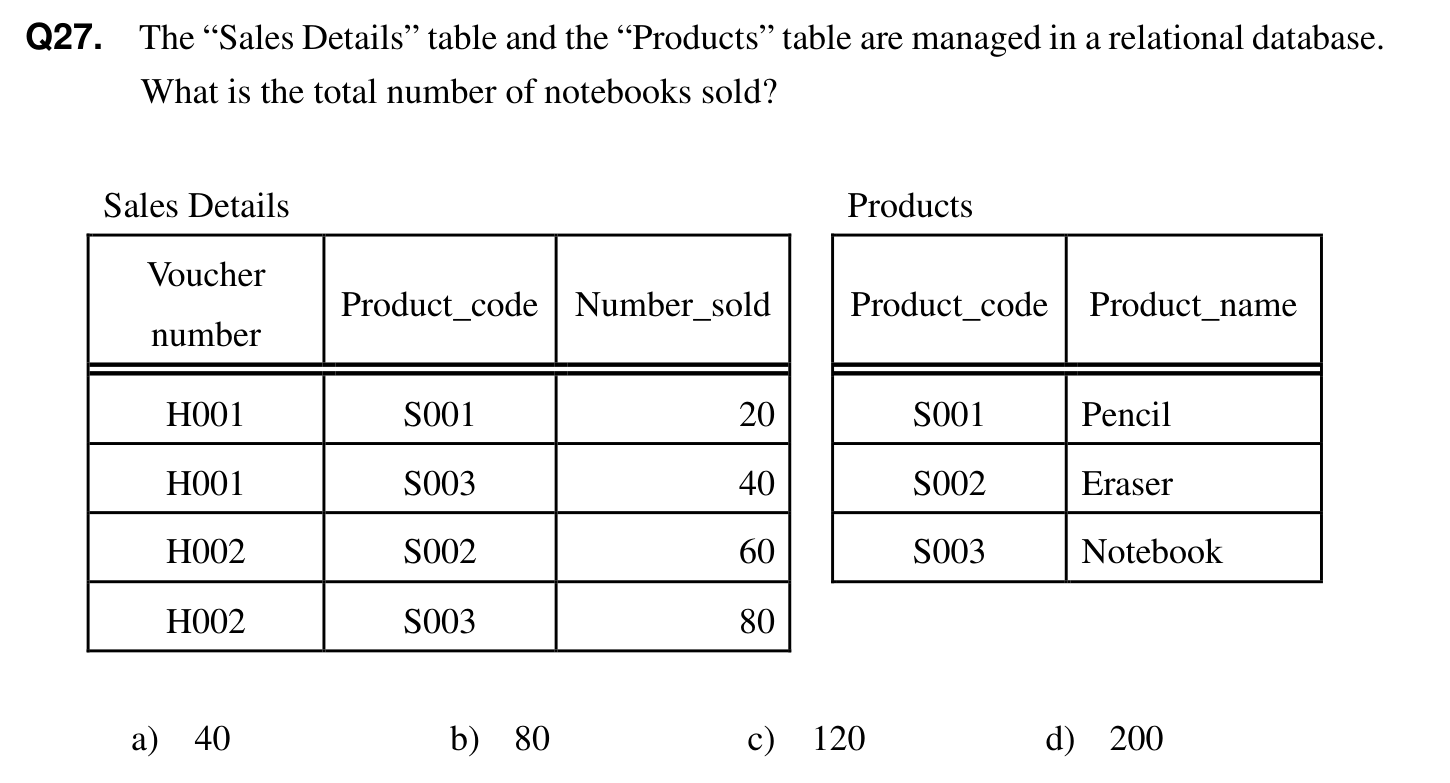 Q27. The “Sales Details” table and the “Products” table are managed in a relational database.
What is the total number of notebooks sold?
Sales Details
Voucher number Product_code Number_sold
H001 S001 20
H001 S003 40
H002 S002 60
H002 S003 80
Products
Product_code Product_name
S001 Pencil
S002 Eraser
S003 Notebook
a) 40 b) 80 c) 120 d) 200